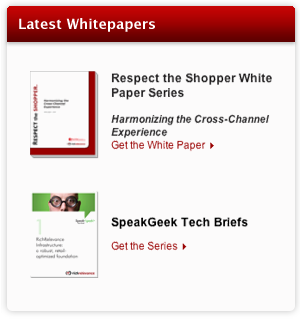 Latest Whitepapers
RESPECT the SHOPPER.
Harmonizing the Cross-Channel
Experience
Respect the Shopper White
Paper Series
Harmonizing the Cross-Channel
Experience
Get the White Paper
SpeakGeek
1
RichRelevance
Infrastructure:
a robust, retail-
optimized foundation
richrelevance
SpeakGeek Tech Briefs
Get the Series